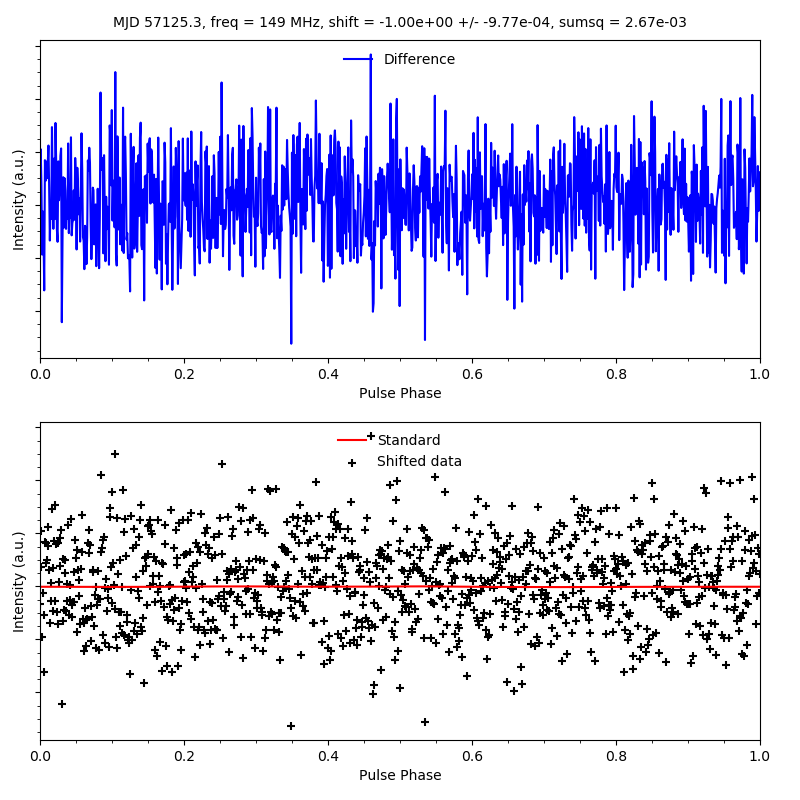 MJD 57125.3, freq = 149 MHz, shift = -1.00e+00 +/- -9.77e-04, sumsq = 2.67e-03
Difference
Intensity (a.u.)
0.0 0.2 0.4 0.6 0.8 1.0
Pulse Phase
Standard
Shifted data
Intensity (a.u.)
0.0 0.2 0.4 0.6 0.8 1.0
Pulse Phase